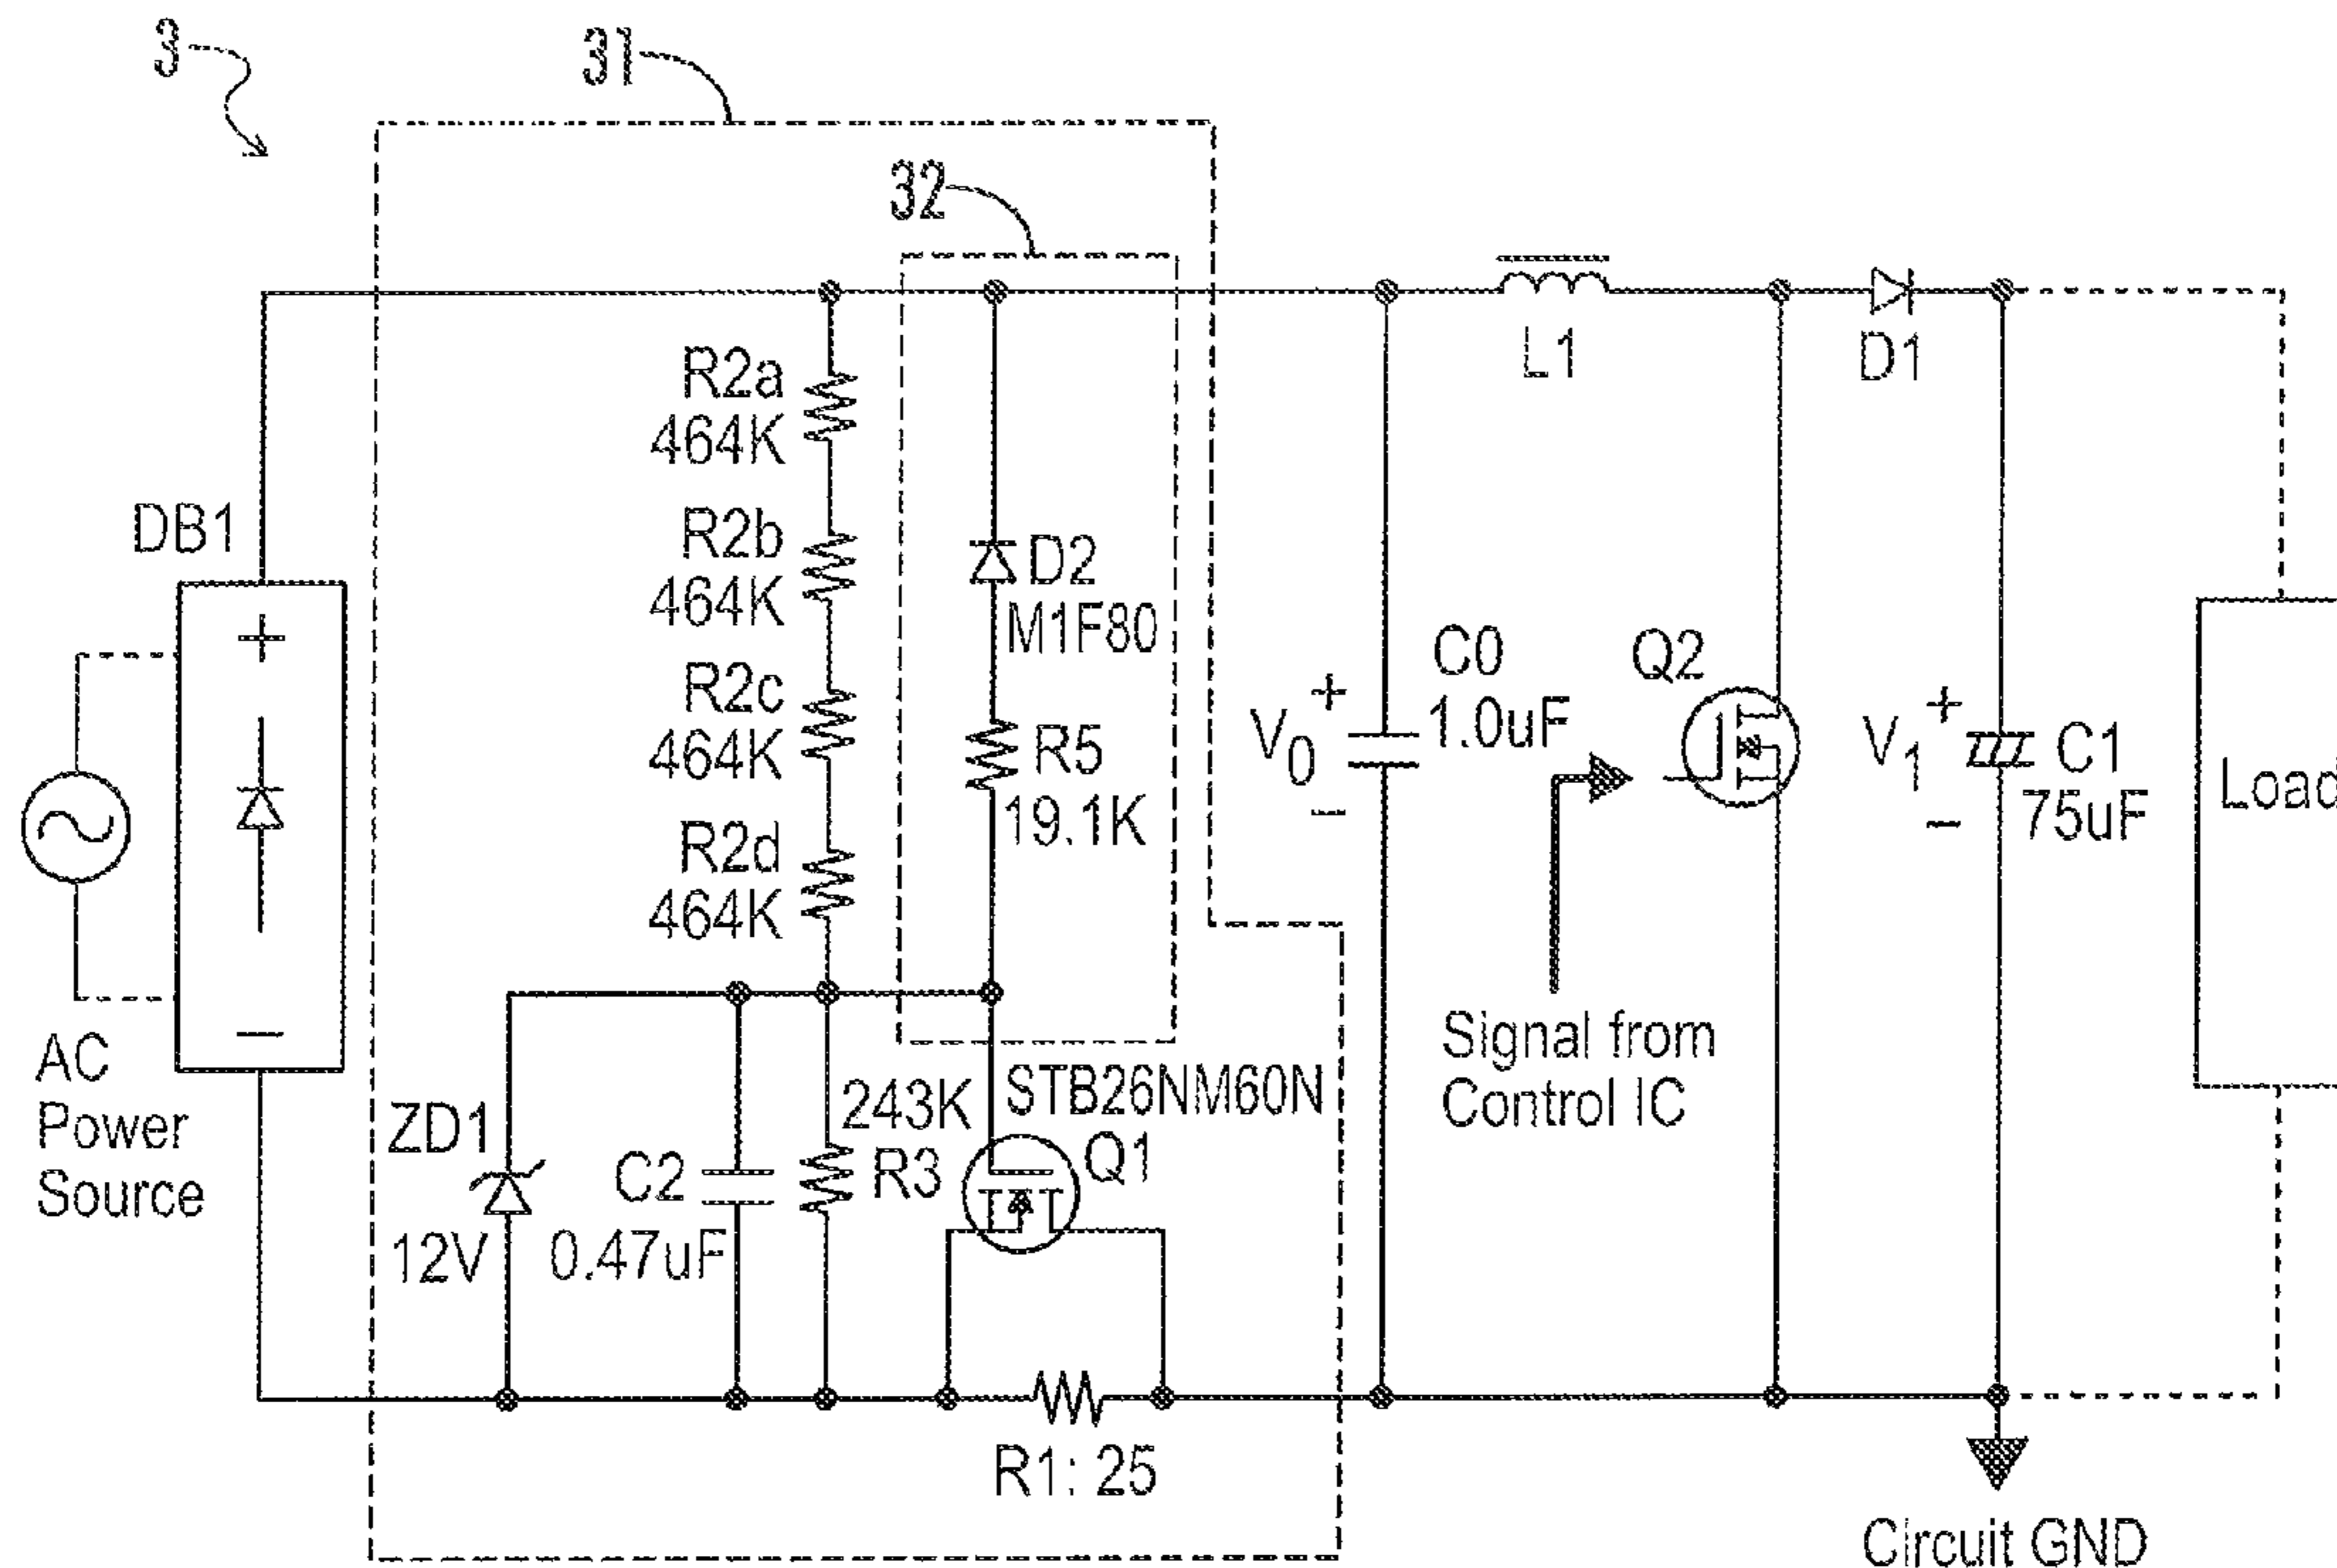 3
31
32
R2a
464K
R2b
464K
R2c
464K
R2d
464K
D2
M1F80
R5
19.1K
L1
D1
DB1
+
−
AC
Power
Source
V0
+
−
C0
1.0uF
Q2
V1
+
−
C1
75uF
Load
Signal from
Control IC
ZD1
12V
C2
0.47uF
243K
R3
STB26NM60N
Q1
R1: 25
Circuit GND